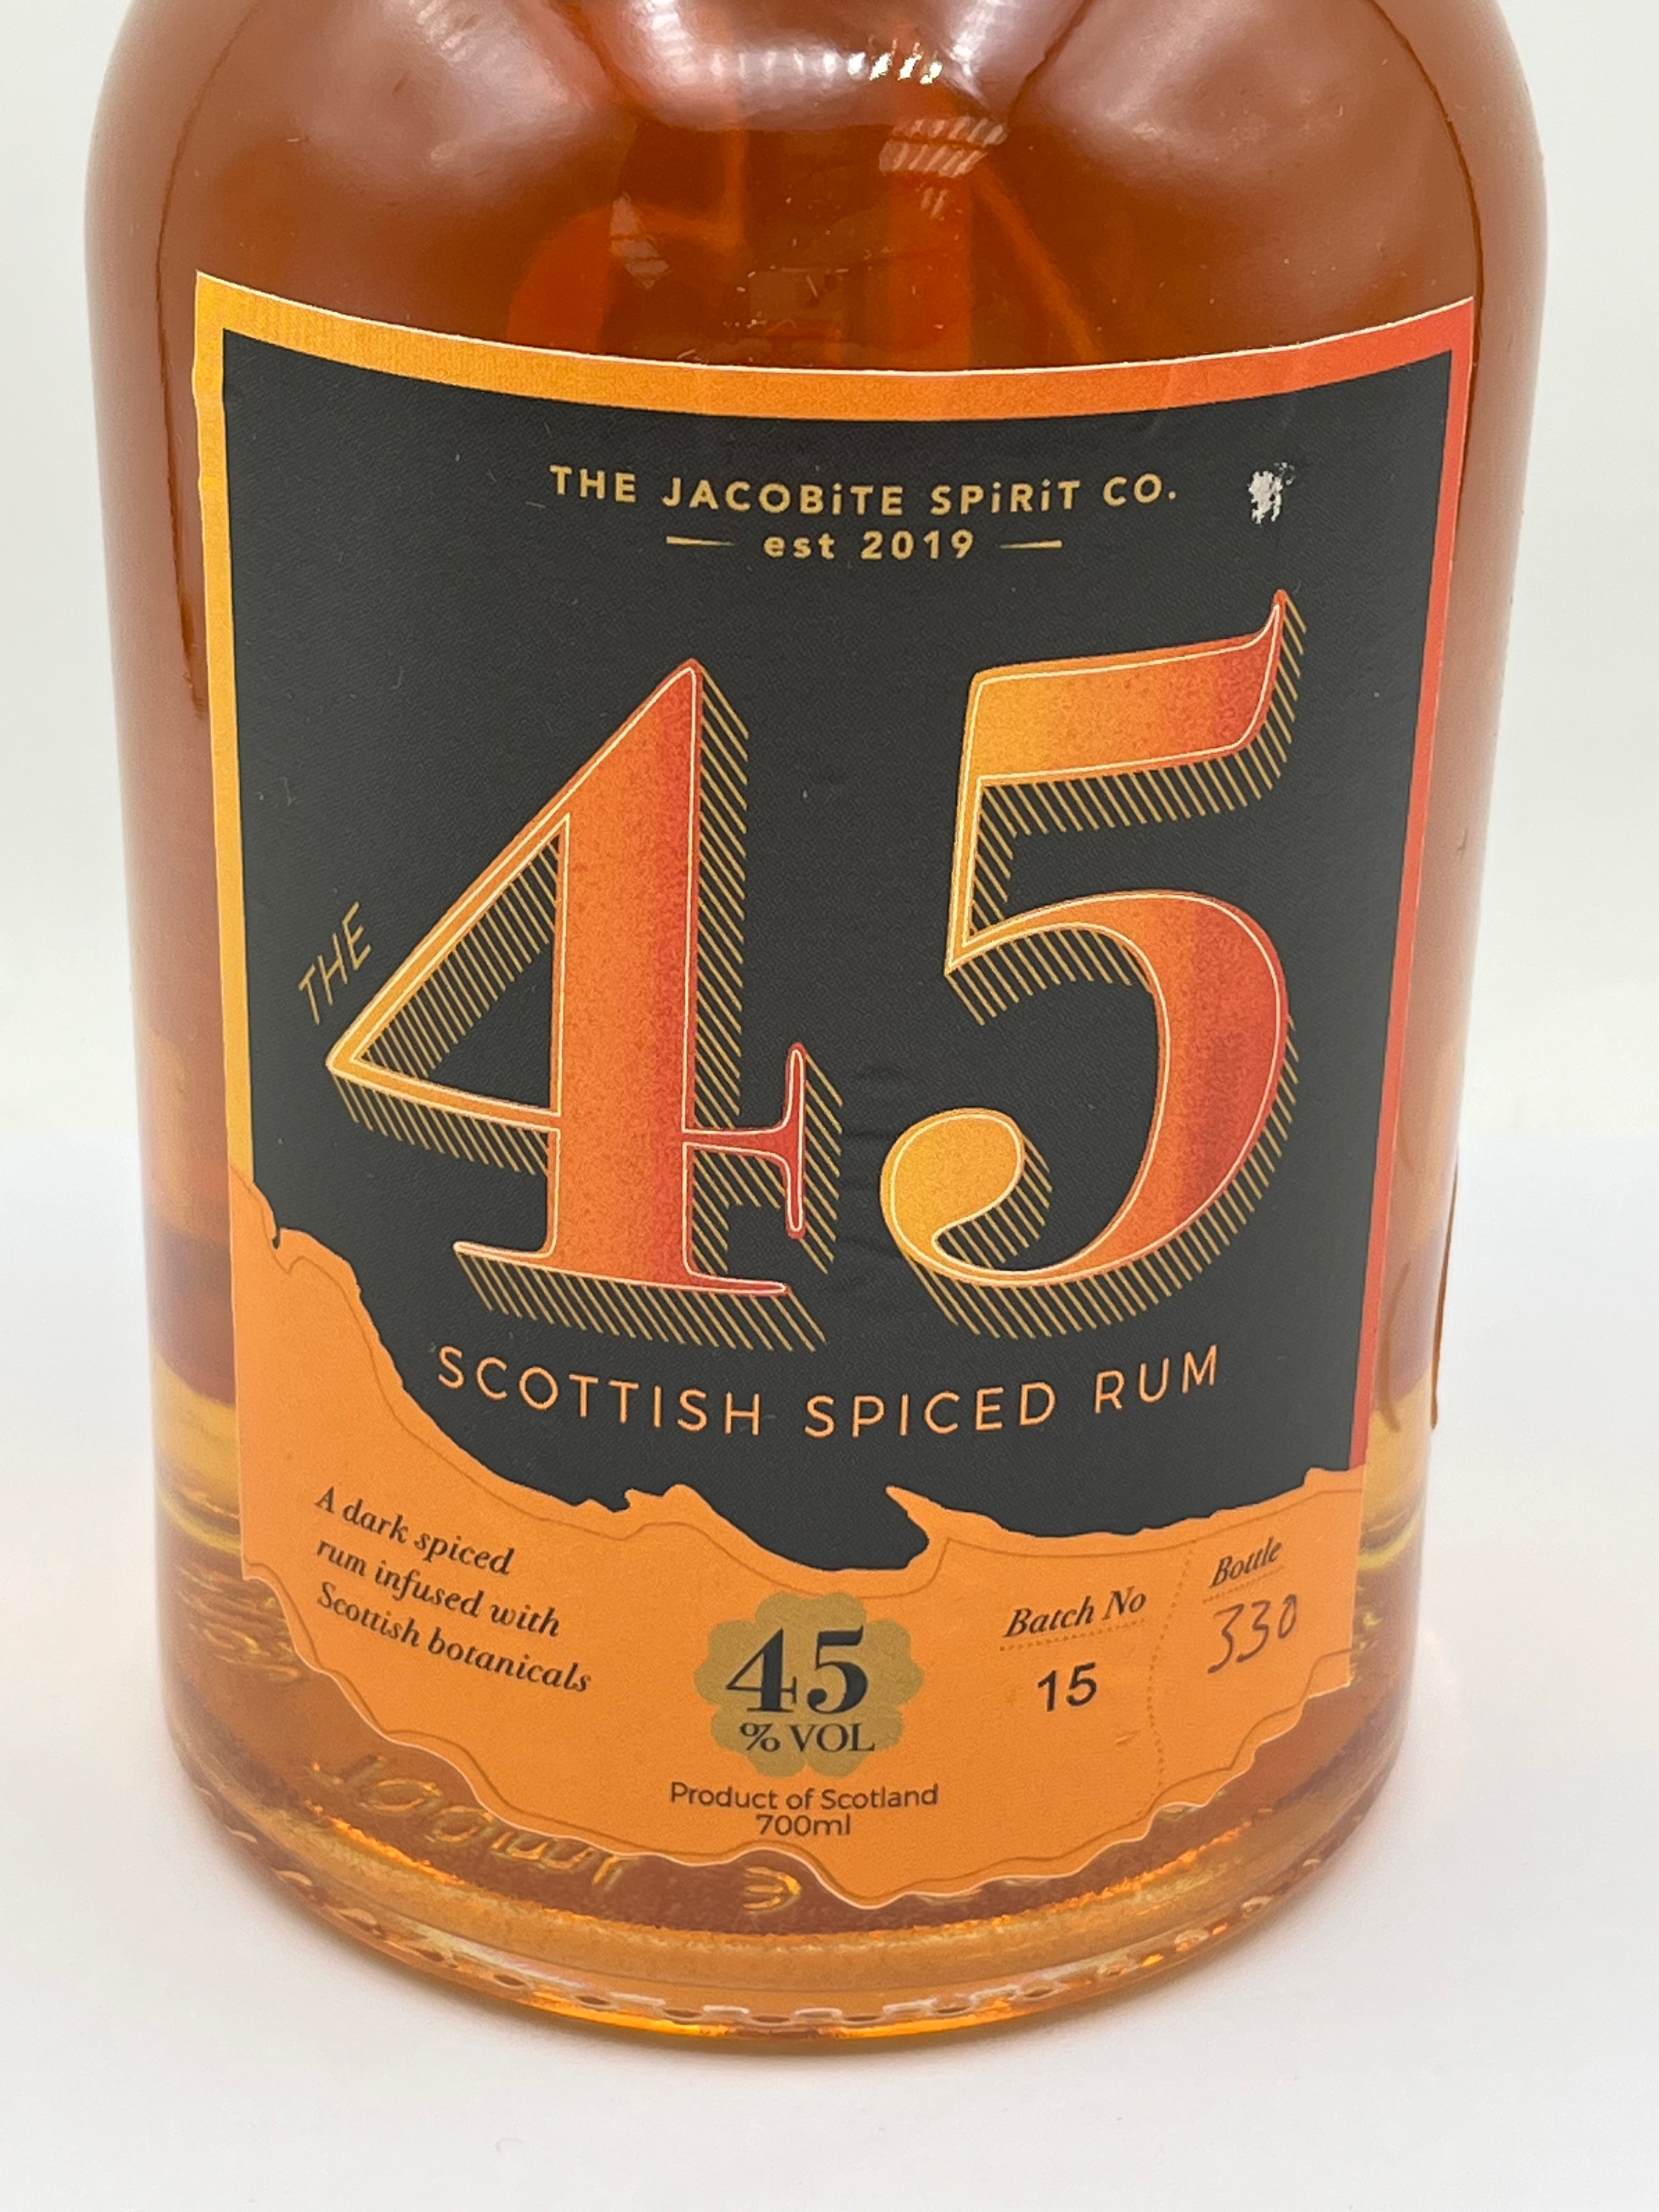 THE JACOBiTE SPiRiT CO.
est 2019
THE
45
SCOTTISH SPICED RUM
A dark spiced
rum infused with
Scottish botanicals
45
% VOL
Product of Scotland
700ml
Batch No
15
Bottle
330
700ml